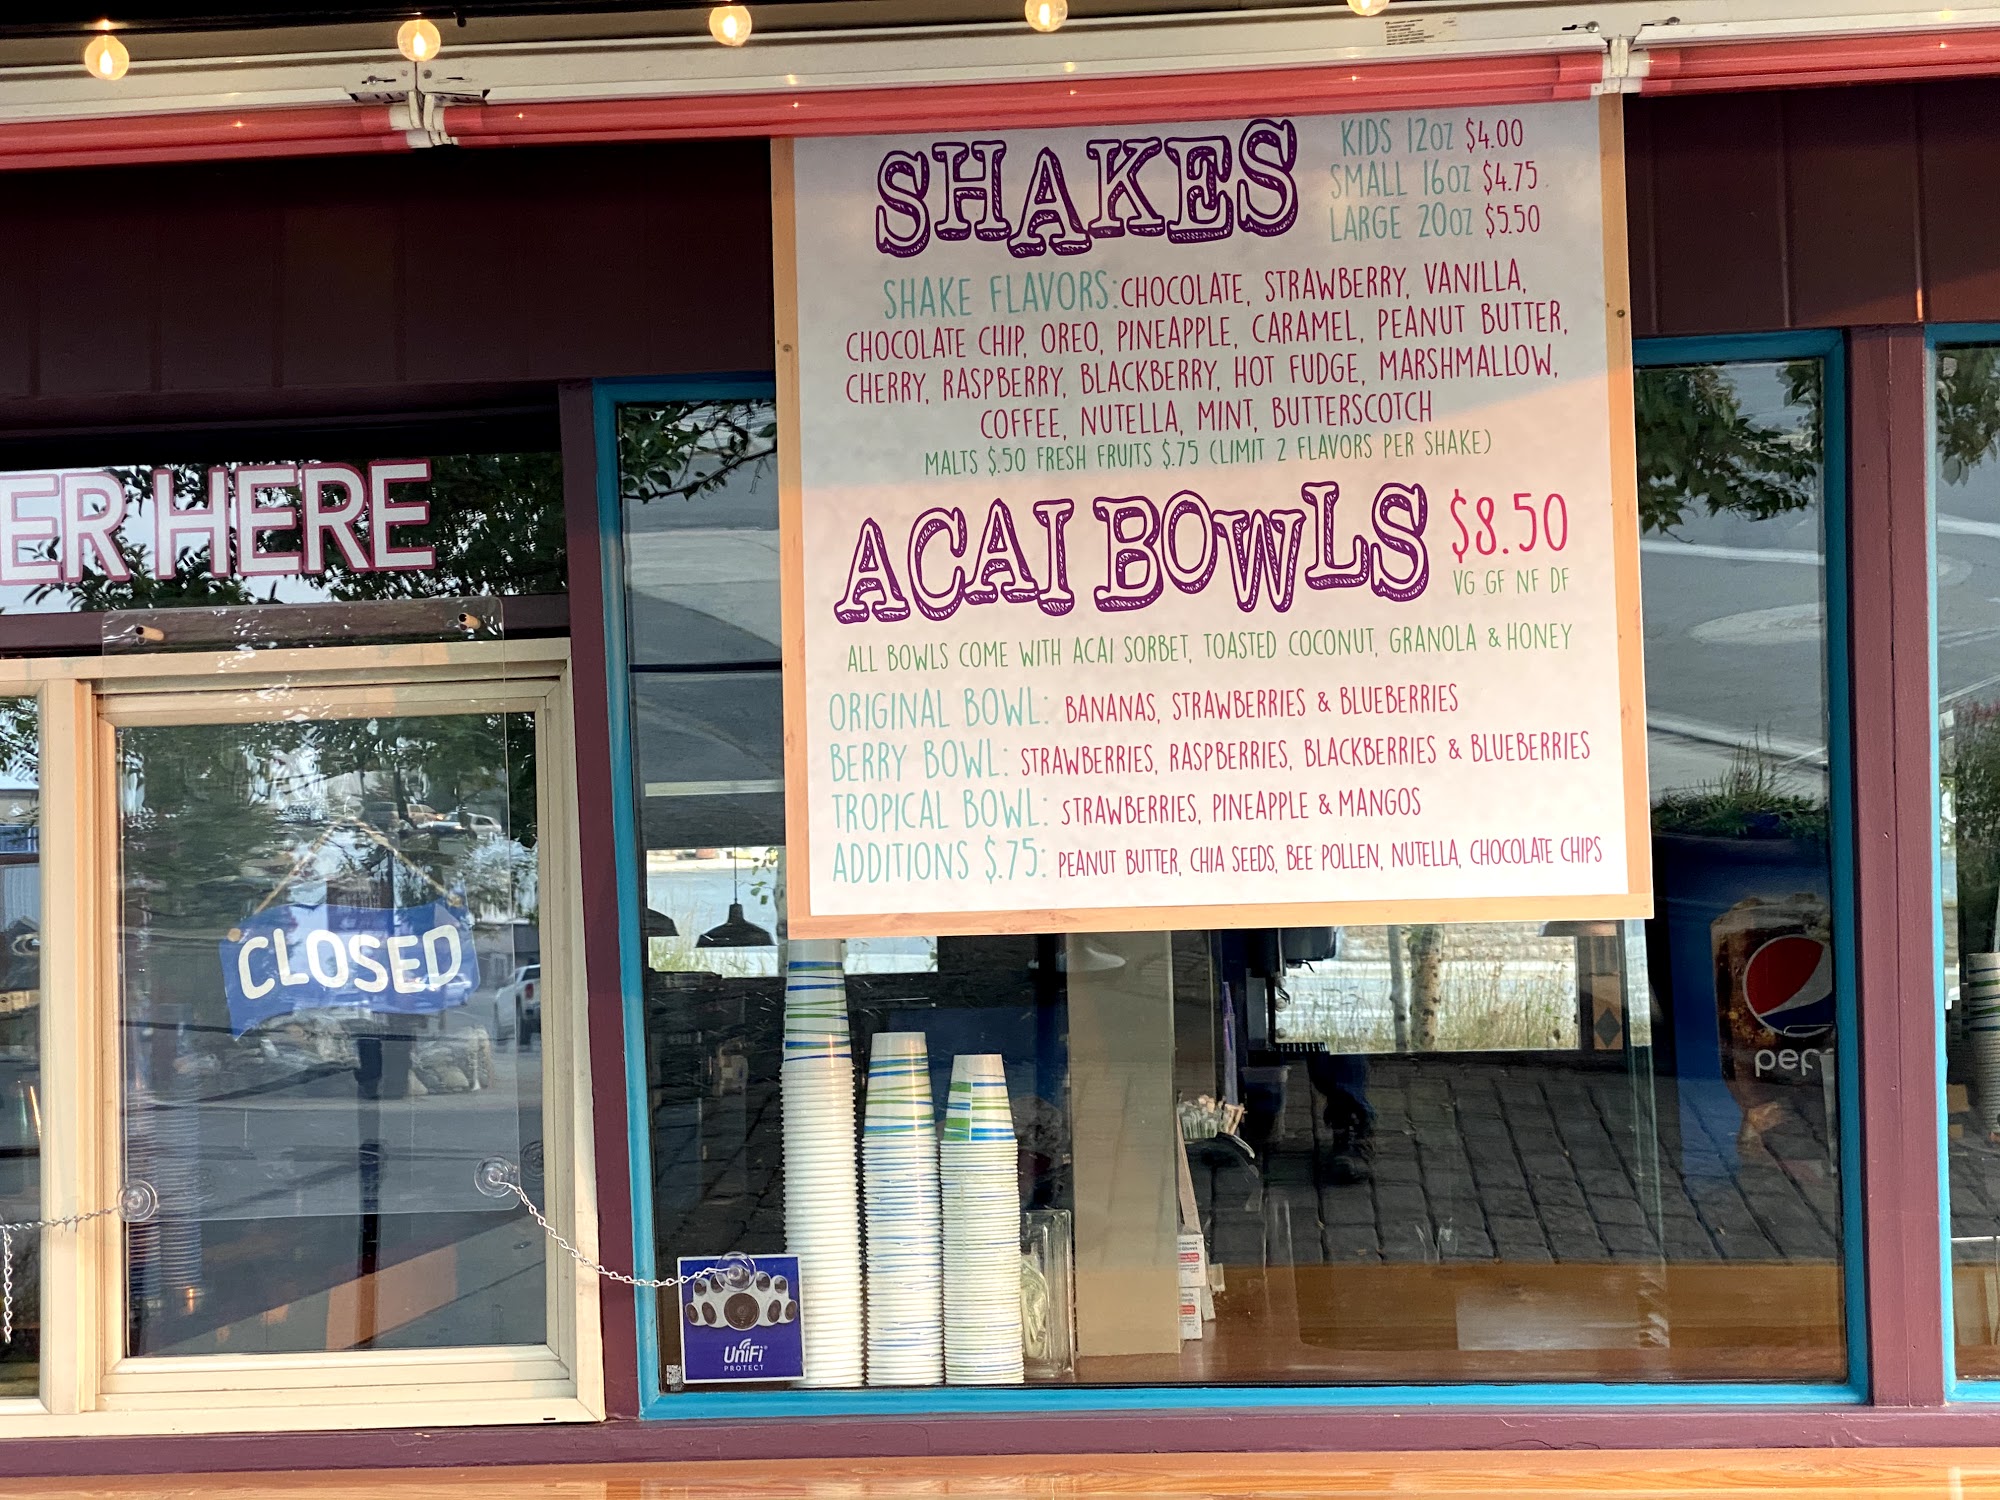 SHAKES
KIDS 12OZ $4.00
SMALL 16OZ $4.75
LARGE 20OZ $5.50
SHAKE FLAVORS: CHOCOLATE, STRAWBERRY, VANILLA,
CHOCOLATE CHIP, OREO, PINEAPPLE, CARAMEL, PEANUT BUTTER,
CHERRY, RASPBERRY, BLACKBERRY, HOT FUDGE, MARSHMALLOW,
COFFEE, NUTELLA, MINT, BUTTERSCOTCH
MALTS $.50 FRESH FRUITS $.75 (LIMIT 2 FLAVORS PER SHAKE)
ACAI BOWLS $8.50
VG GF NF DF
ALL BOWLS COME WITH ACAI SORBET, TOASTED COCONUT, GRANOLA & HONEY
ORIGINAL BOWL: BANANAS, STRAWBERRIES & BLUEBERRIES
BERRY BOWL: STRAWBERRIES, RASPBERRIES, BLACKBERRIES & BLUEBERRIES
TROPICAL BOWL: STRAWBERRIES, PINEAPPLE & MANGOS
ADDITIONS $.75: PEANUT BUTTER, CHIA SEEDS, BEE POLLEN, NUTELLA, CHOCOLATE CHIPS
ER HERE
CLOSED
UniFi
PROTECT
pep